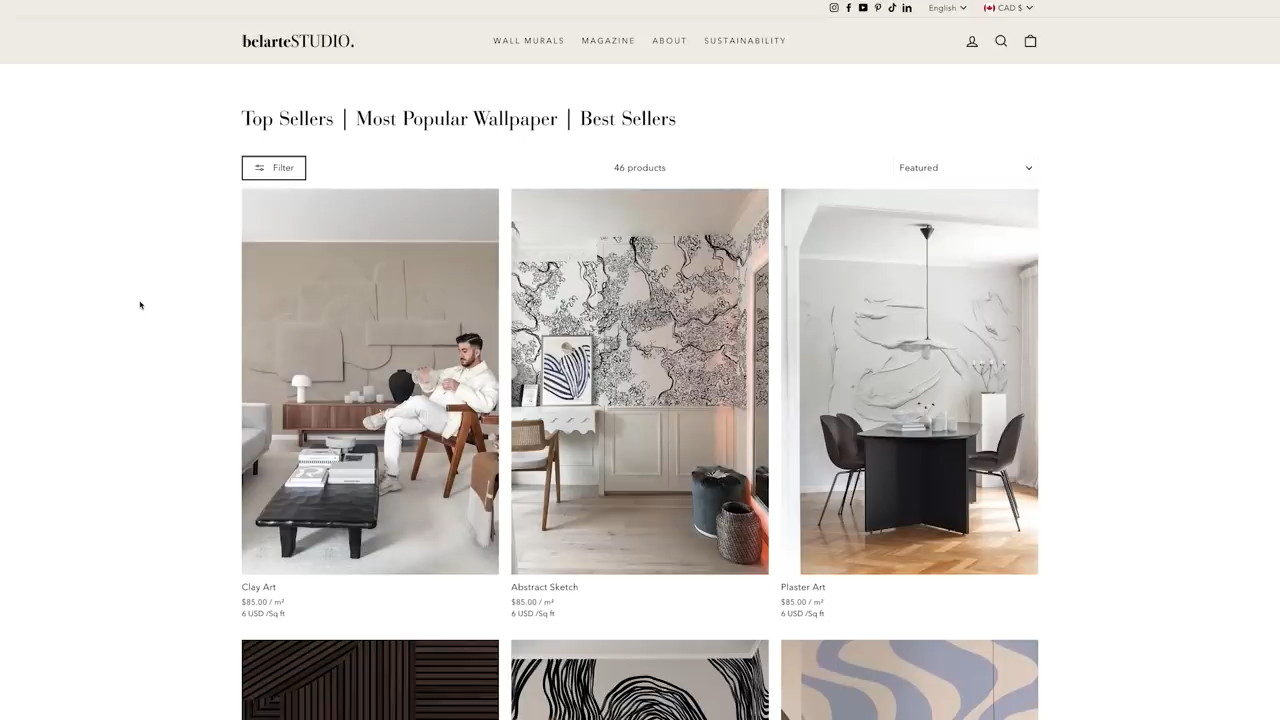 English
CAD $
belarteSTUDIO.
WALL MURALS
MAGAZINE
ABOUT
SUSTAINABILITY
Top Sellers | Most Popular Wallpaper | Best Sellers
Filter
46 products
Featured
Clay Art
$85.00 / m²
6 USD /Sq ft
Abstract Sketch
$85.00 / m²
6 USD /Sq ft
Plaster Art
$85.00 / m²
6 USD /Sq ft